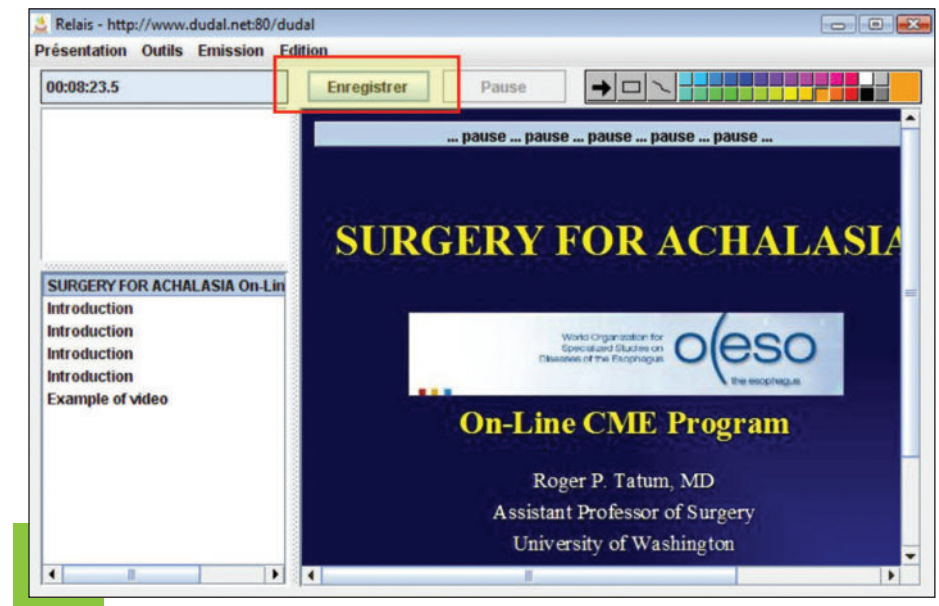 Relais - http://www.dudal.net:80/dudal
Présentation Outils Emission Edition
00:08:23.5
Enregistrer
Pause
... pause ... pause ... pause ... pause ... pause ...
SURGERY FOR ACHALASIA
World Organization for
Specialized Studies on
Diseases of the Esophagus
oeso
the esophagus
On-Line CME Program
Roger P. Tatum, MD
Assistant Professor of Surgery
University of Washington
SURGERY FOR ACHALASIA On-Lin
Introduction
Introduction
Introduction
Introduction
Example of video